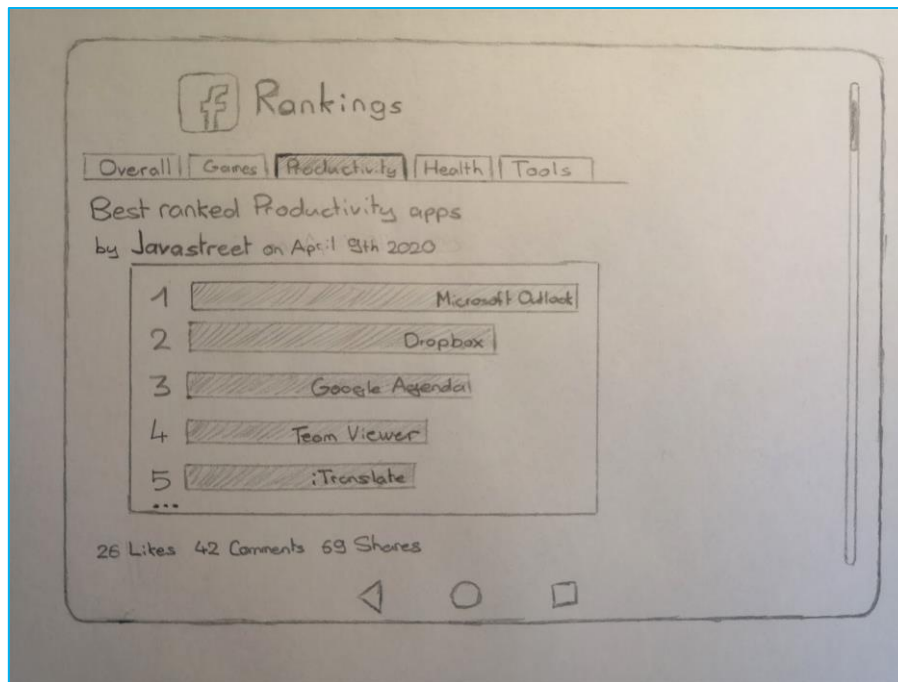 f Rankings
Overall Games Productivity Health Tools
Best ranked Productivity apps
by Javastreet on April 9th 2020
1 Microsoft Outlook
2 Dropbox
3 Google Agenda
4 Team Viewer
5 iTranslate
...
26 Likes 42 Comments 69 Shares